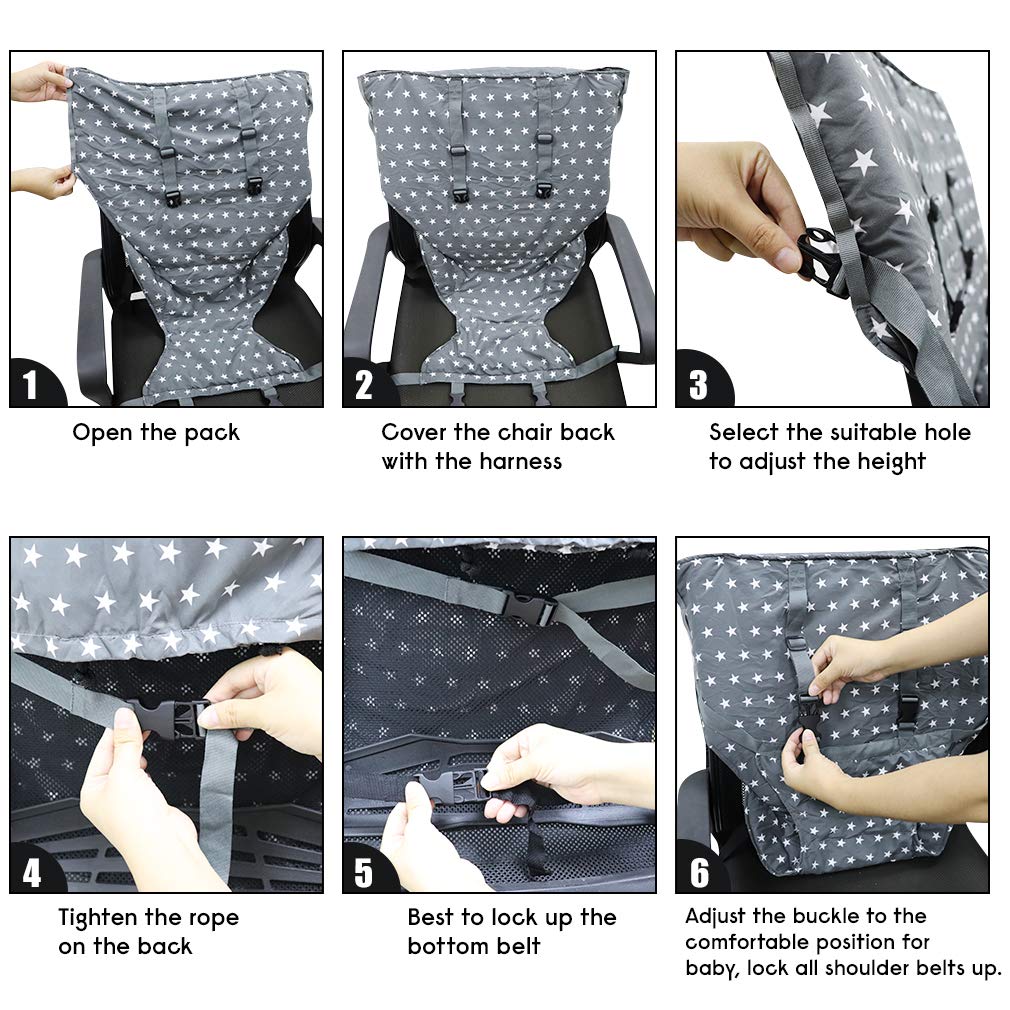 1
Open the pack
2
Cover the chair back
with the harness
3
Select the suitable hole
to adjust the height
4
Tighten the rope
on the back
5
Best to lock up the
bottom belt
6
Adjust the buckle to the
comfortable position for
baby, lock all shoulder belts up.